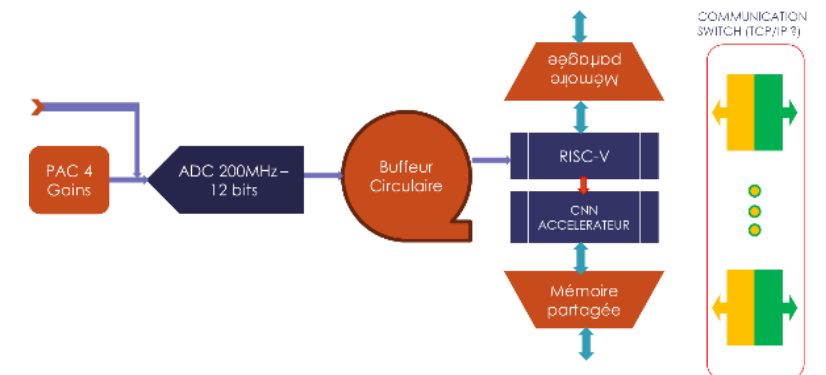 COMMUNICATION
SWITCH (TCP/IP ?)
Mémoire
partagée
PAC 4
Gains
ADC 200MHz –
12 bits
Buffeur
Circulaire
RISC-V
CNN
ACCELERATEUR
Mémoire
partagée